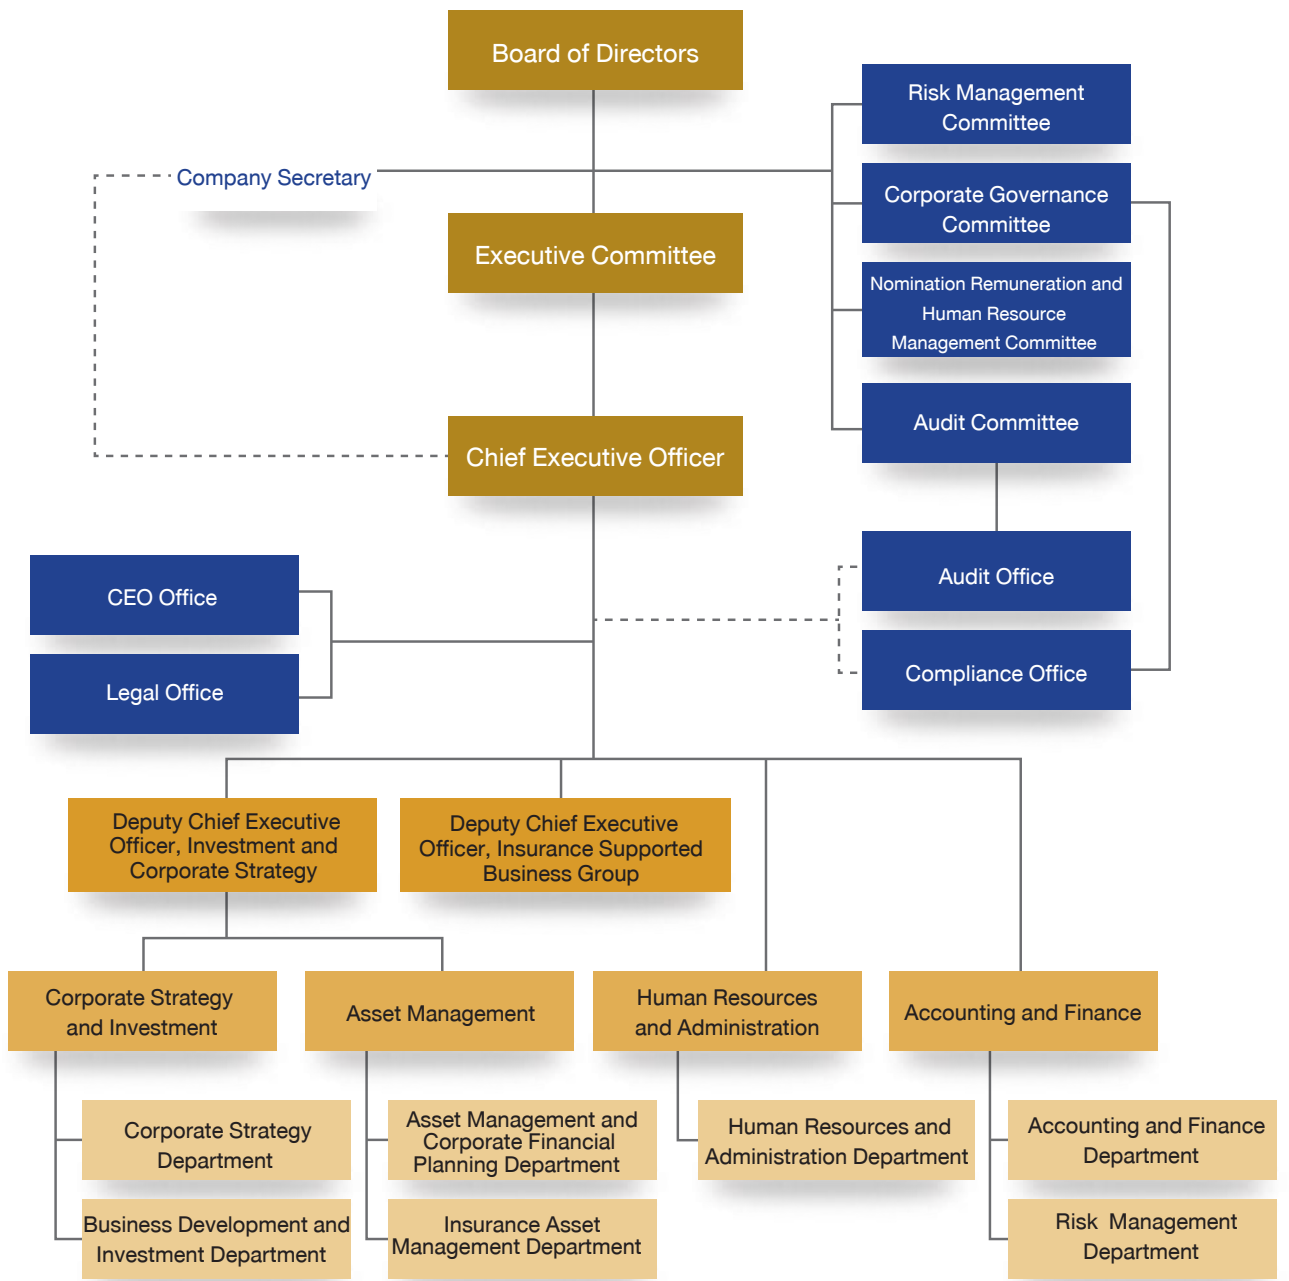 Board of Directors
Risk Management
Committee
Company Secretary
Corporate Governance
Committee
Executive Committee
Nomination Remuneration and
Human Resource
Management Committee
Audit Committee
Chief Executive Officer
CEO Office
Audit Office
Legal Office
Compliance Office
Deputy Chief Executive
Officer, Investment and
Corporate Strategy
Deputy Chief Executive
Officer, Insurance Supported
Business Group
Corporate Strategy
and Investment
Asset Management
Human Resources
and Administration
Accounting and Finance
Corporate Strategy
Department
Asset Management and
Corporate Financial
Planning Department
Human Resources and
Administration Department
Accounting and Finance
Department
Business Development and
Investment Department
Insurance Asset
Management Department
Risk Management
Department